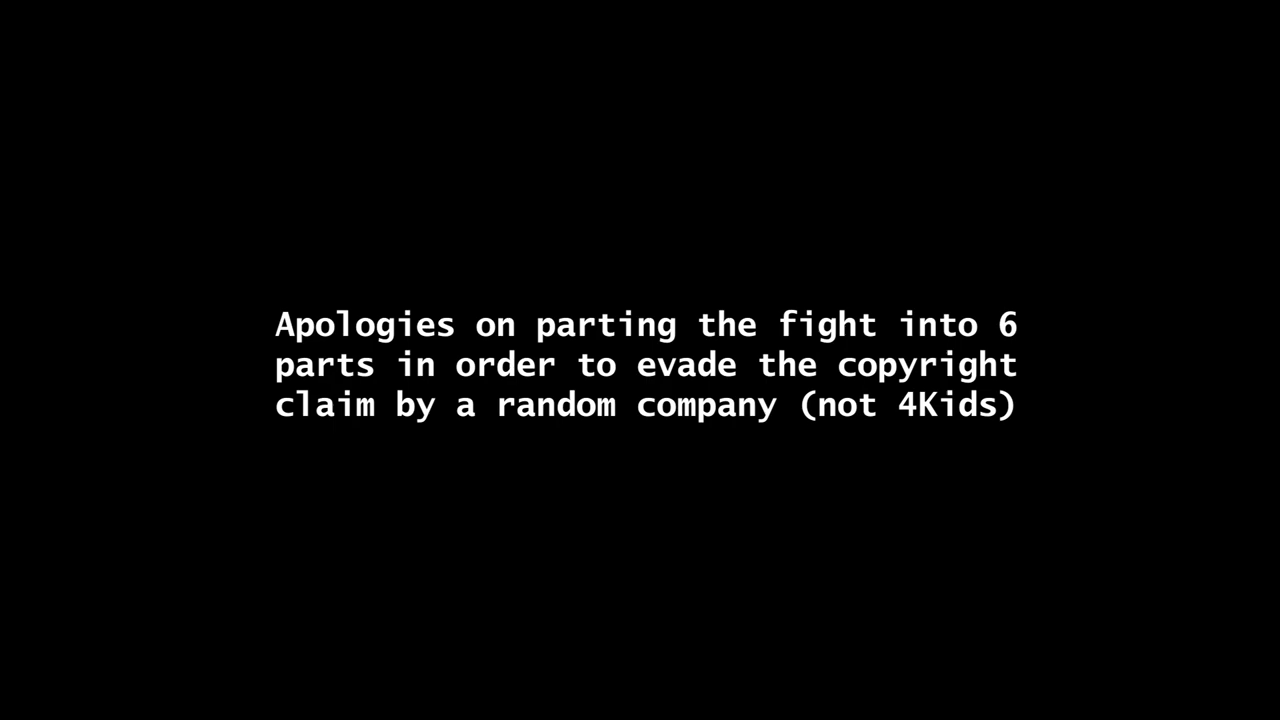 Apologies on parting the fight into 6
parts in order to evade the copyright
claim by a random company (not 4Kids)